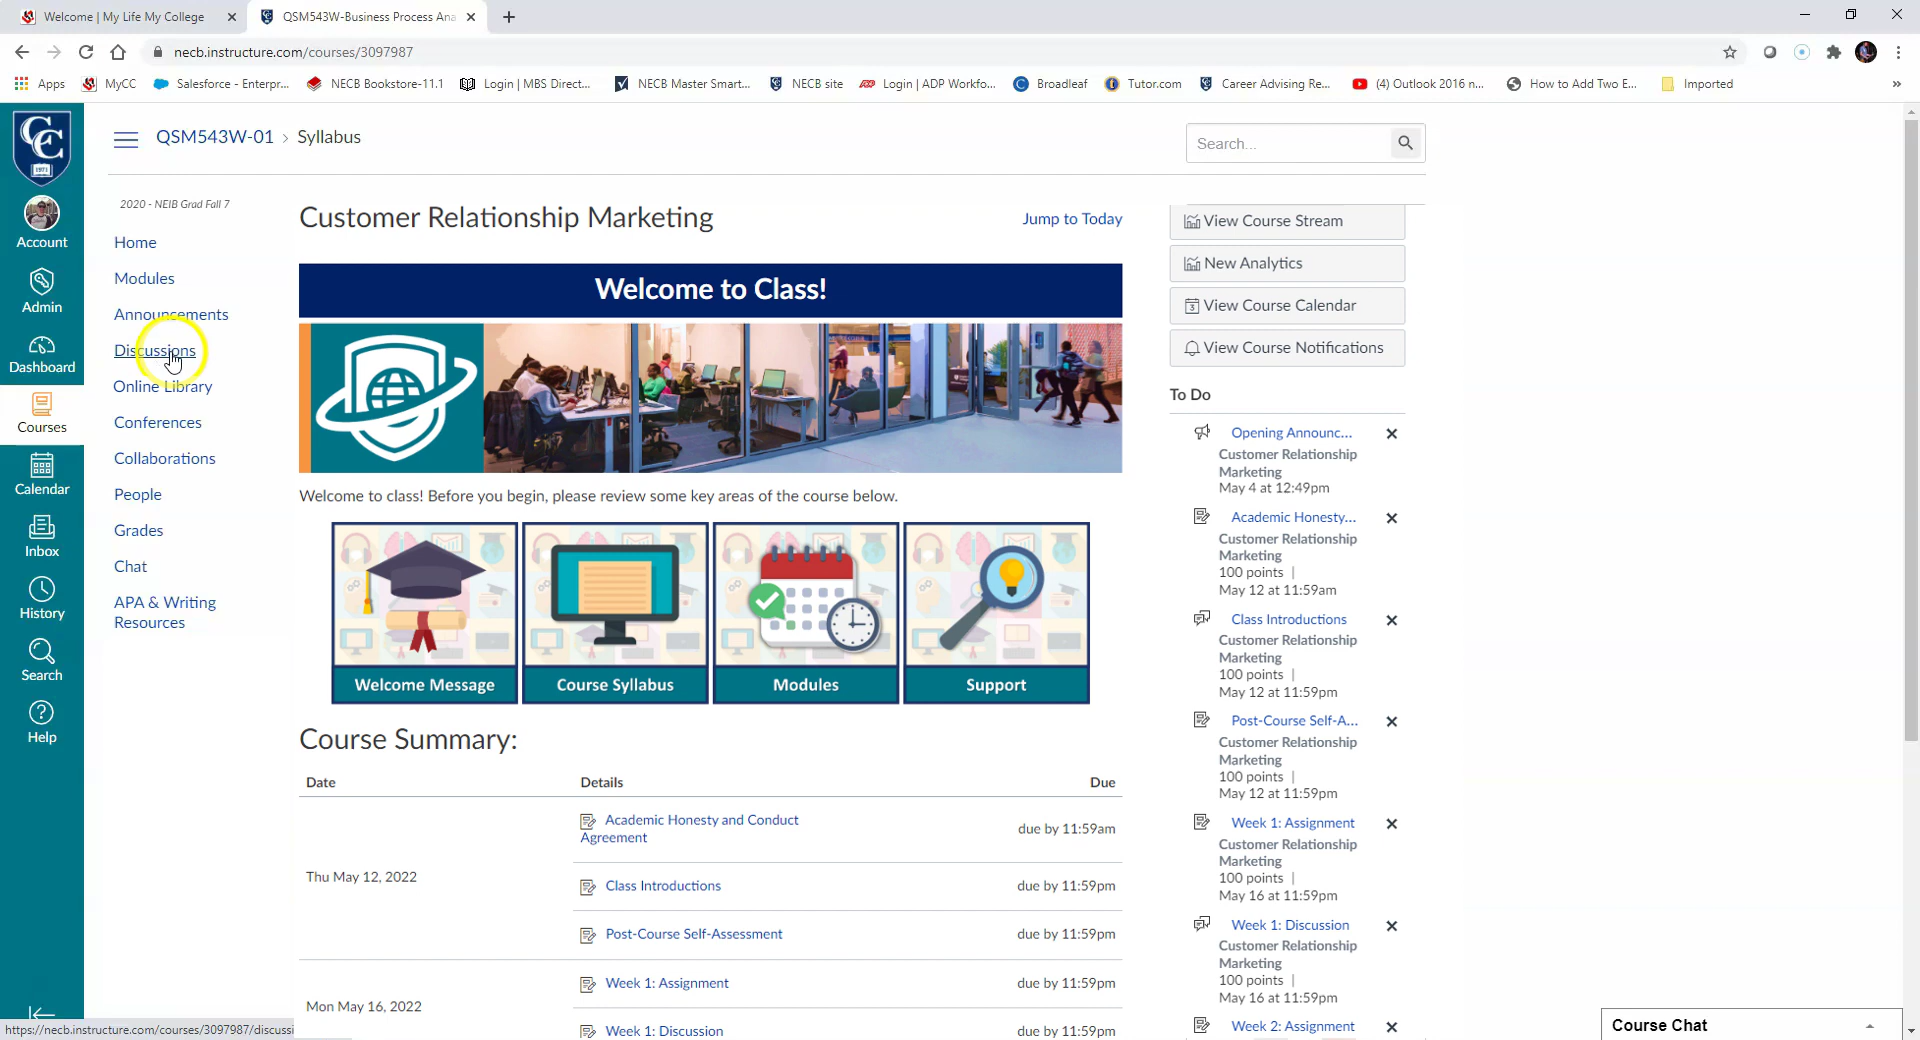 Welcome | My Life My College
QSM543W-Business Process Ana
necb.instructure.com/courses/3097987
Apps
MyCC
Salesforce - Enterpr...
NECB Bookstore-11.1
Login | MBS Direct...
NECB Master Smart...
NECB site
Login | ADP Workfo...
Broadleaf
Tutor.com
Career Advising Re...
(4) Outlook 2016 n...
How to Add Two E...
Imported
CC
1971
QSM543W-01 › Syllabus
Search...
2020 - NEIB Grad Fall 7
Account
Admin
Dashboard
Courses
Calendar
Inbox
History
Search
Help
Home
Modules
Announcements
Discussions
Online Library
Conferences
Collaborations
People
Grades
Chat
APA & Writing
Resources
Customer Relationship Marketing
Jump to Today
Welcome to Class!
Welcome to class! Before you begin, please review some key areas of the course below.
Welcome Message
Course Syllabus
Modules
Support
Course Summary:
Date
Details
Due
Thu May 12, 2022
Academic Honesty and Conduct
Agreement
due by 11:59am
Class Introductions
due by 11:59pm
Post-Course Self-Assessment
due by 11:59pm
Mon May 16, 2022
Week 1: Assignment
due by 11:59pm
Week 1: Discussion
due by 11:59pm
View Course Stream
New Analytics
3
View Course Calendar
View Course Notifications
To Do
Opening Announc...
Customer Relationship
Marketing
May 4 at 12:49pm
Academic Honesty...
Customer Relationship
Marketing
100 points |
May 12 at 11:59am
Class Introductions
Customer Relationship
Marketing
100 points |
May 12 at 11:59pm
Post-Course Self-A...
Customer Relationship
Marketing
100 points |
May 12 at 11:59pm
Week 1: Assignment
Customer Relationship
Marketing
100 points |
May 16 at 11:59pm
Week 1: Discussion
Customer Relationship
Marketing
100 points |
May 16 at 11:59pm
Week 2: Assignment
Course Chat
https://necb.instructure.com/courses/3097987/discussi